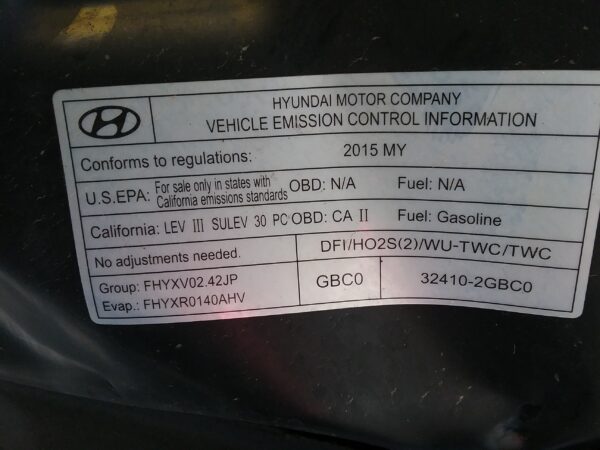 HYUNDAI MOTOR COMPANY
VEHICLE EMISSION CONTROL INFORMATION
Conforms to regulations: 2015 MY
U.S.EPA: For sale only in states with California emissions standards OBD: N/A Fuel: N/A
California: LEV III SULEV 30 PC OBD: CA II Fuel: Gasoline
No adjustments needed. DFI/HO2S(2)/WU-TWC/TWC
Group: FHYXV02.42JP
Evap.: FHYXR0140AHV
GBC0 32410-2GBC0